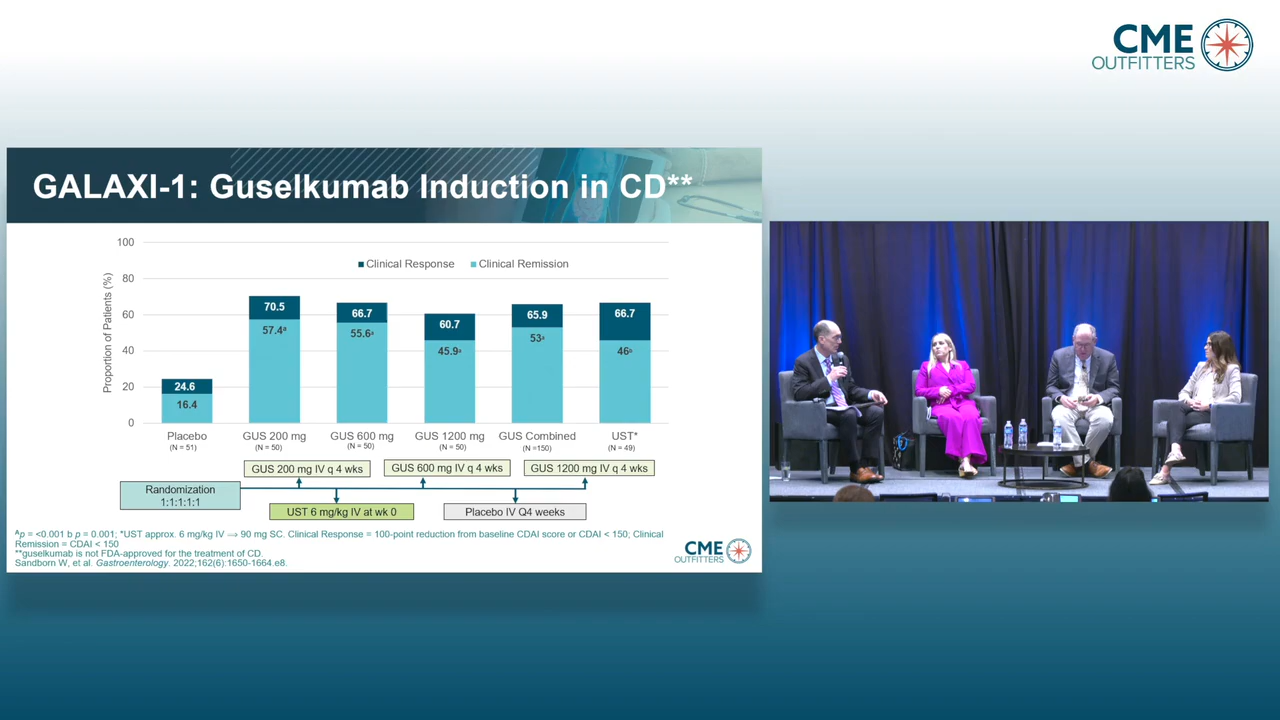 CME
OUTFITTERS
GALAXI-1: Guselkumab Induction in CD**
100
80
60
40
20
0
Proportion of Patients (%)
Clinical Response
Clinical Remission
24.6
16.4
70.5
57.4ᵃ
66.7
55.6ᵃ
60.7
45.9ᵃ
65.9
53ᵃ
66.7
46ᵇ
Placebo
(N = 51)
GUS 200 mg
(N = 50)
GUS 600 mg
(N = 50)
GUS 1200 mg
(N = 50)
GUS Combined
(N =150)
UST*
(N = 49)
GUS 200 mg IV q 4 wks
GUS 600 mg IV q 4 wks
GUS 1200 mg IV q 4 wks
Randomization
1:1:1:1:1
UST 6 mg/kg IV at wk 0
Placebo IV Q4 weeks
ᴬp = <0.001 b p = 0.001; *UST approx. 6 mg/kg IV → 90 mg SC. Clinical Response = 100-point reduction from baseline CDAI score or CDAI < 150; Clinical
Remission = CDAI < 150
**guselkumab is not FDA-approved for the treatment of CD.
Sandborn W, et al. Gastroenterology. 2022;162(6):1650-1664.e8.
CME
OUTFITTERS